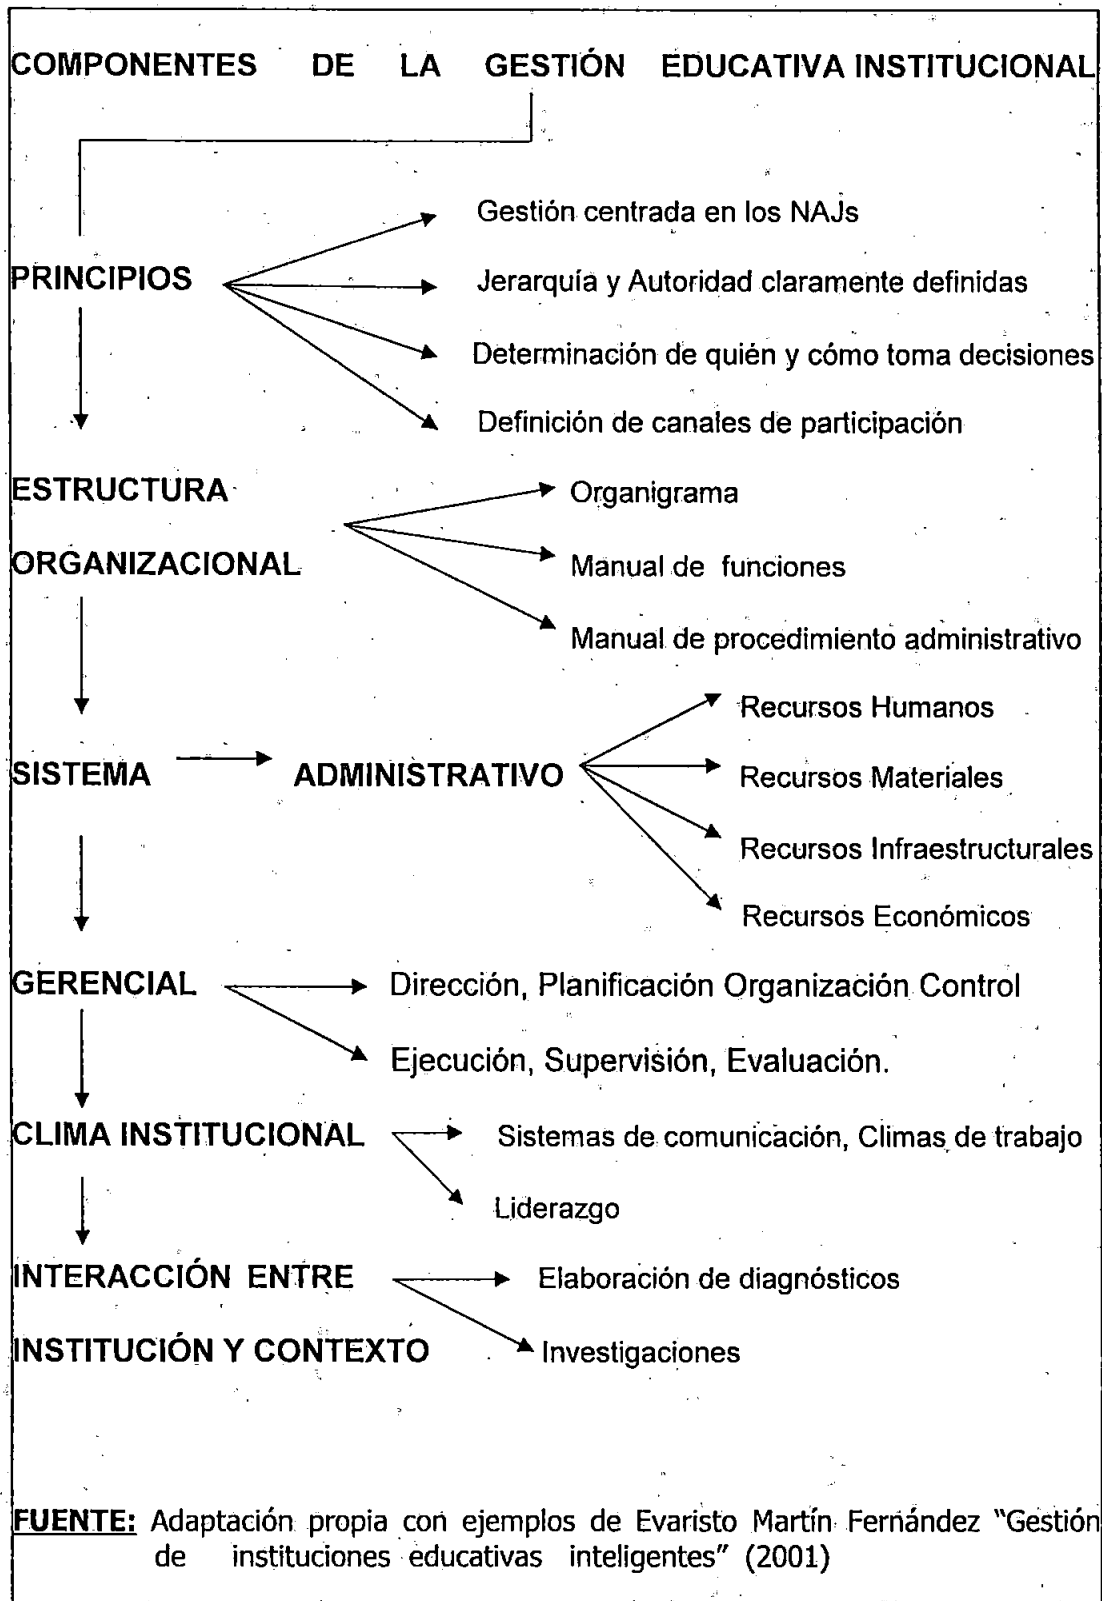 COMPONENTES DE LA GESTIÓN EDUCATIVA INSTITUCIONAL
Gestión centrada en los NAJs
PRINCIPIOS
Jerarquía y Autoridad claramente definidas
Determinación de quién y cómo toma decisiones
Definición de canales de participación
ESTRUCTURA
Organigrama
ORGANIZACIONAL
Manual de funciones
Manual de procedimiento administrativo
Recursos Humanos
SISTEMA ADMINISTRATIVO
Recursos Materiales
Recursos Infraestructurales
Recursos Económicos
GERENCIAL
Dirección, Planificación Organización Control
Ejecución, Supervisión, Evaluación.
CLIMA INSTITUCIONAL
Sistemas de comunicación, Climas de trabajo
Liderazgo
INTERACCIÓN ENTRE
Elaboración de diagnósticos
INSTITUCIÓN Y CONTEXTO
Investigaciones
FUENTE: Adaptación propia con ejemplos de Evaristo Martín Fernández "Gestión
de instituciones educativas inteligentes" (2001)